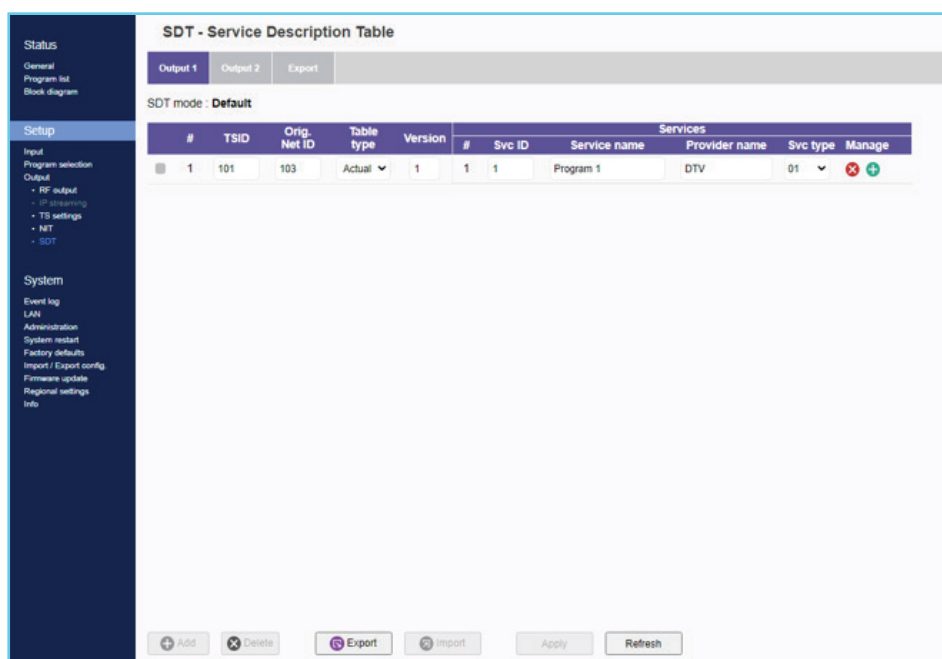 Status
General
Program list
Block diagram
Setup
Input
Program selection
Output
• RF output
• IP streaming
• TS settings
• NIT
• SDT
System
Event log
LAN
Administration
System restart
Factory defaults
Import / Export config.
Firmware update
Regional settings
Info
SDT - Service Description Table
Output 1 Output 2 Export
SDT mode : Default
# TSID Orig. Net ID Table type Version Services
# Svc ID Service name Provider name Svc type Manage
1 101 103 Actual 1 1 1 Program 1 DTV 01
Add Delete Export Import Apply Refresh